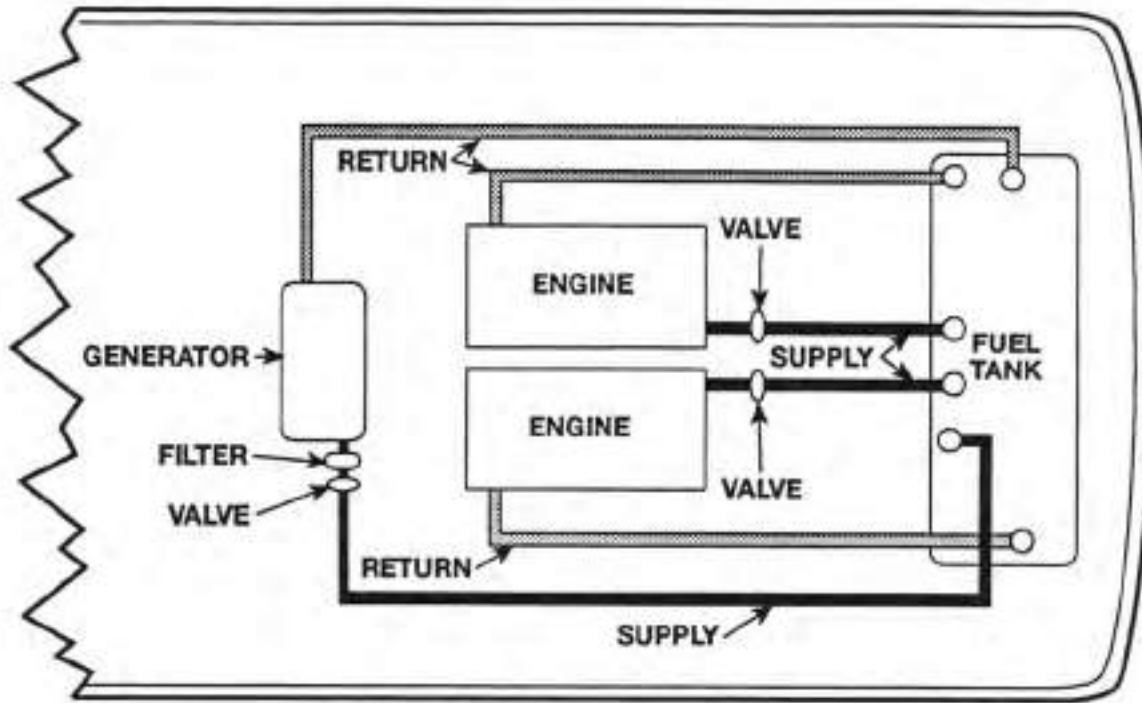 RETURN
VALVE
ENGINE
GENERATOR
SUPPLY
FUEL
TANK
ENGINE
FILTER
VALVE
VALVE
RETURN
SUPPLY